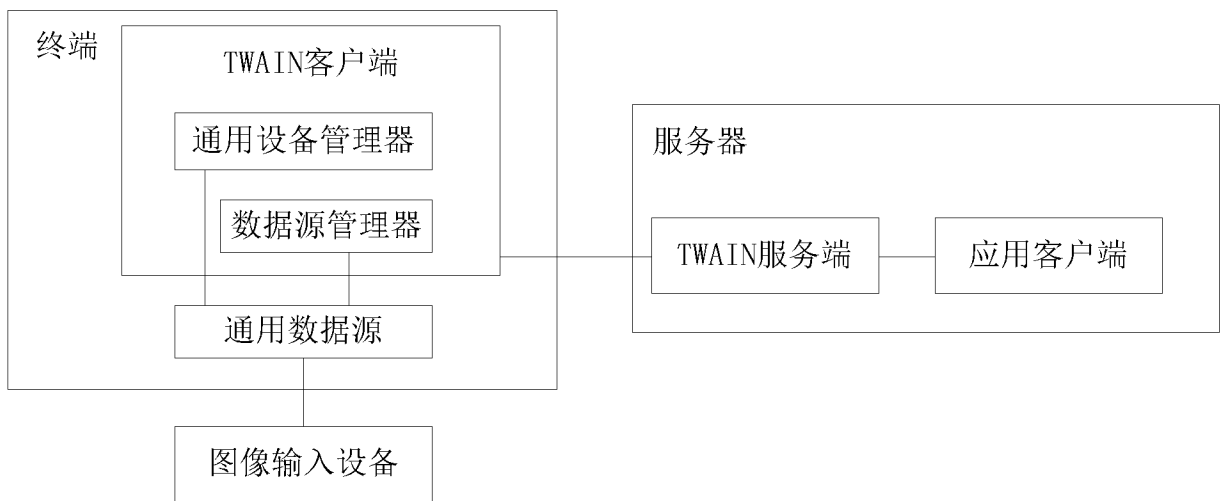 终端
TWAIN客户端
通用设备管理器
数据源管理器
通用数据源
图像输入设备
服务器
TWAIN服务端
应用客户端